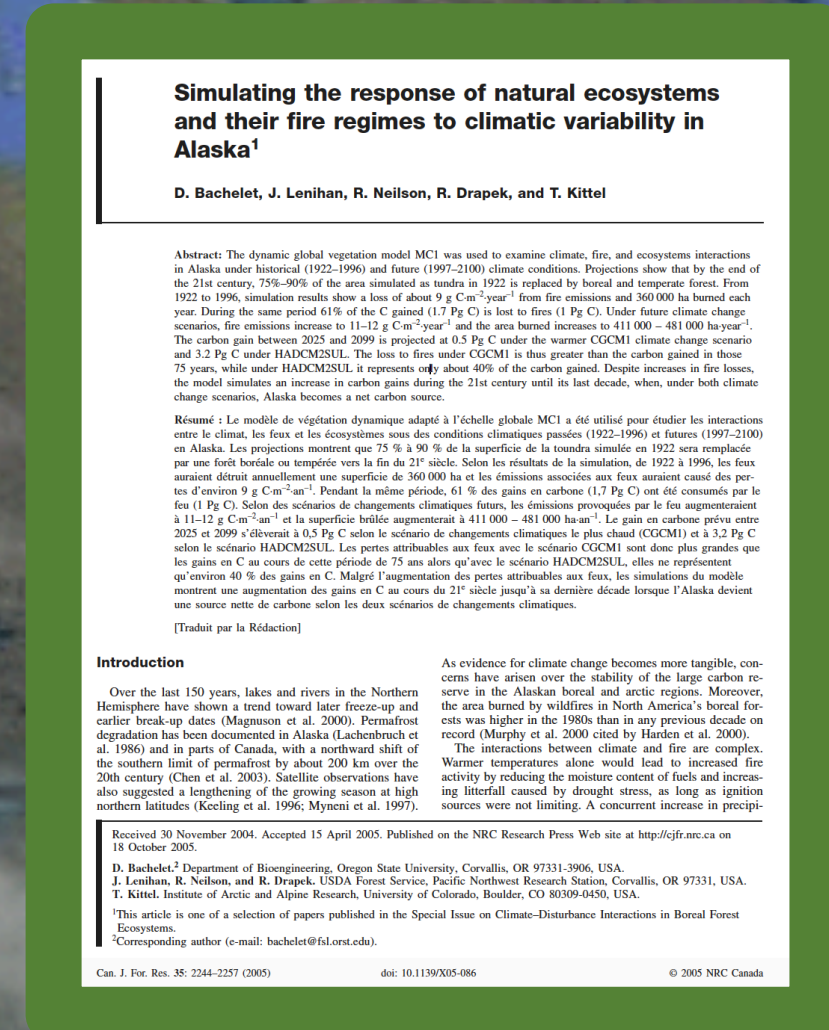 Simulating the response of natural ecosystems
and their fire regimes to climatic variability in
Alaska¹
D. Bachelet, J. Lenihan, R. Neilson, R. Drapek, and T. Kittel
Abstract: The dynamic global vegetation model MC1 was used to examine climate, fire, and ecosystems interactions
in Alaska under historical (1922–1996) and future (1997–2100) climate conditions. Projections show that by the end of
the 21st century, 75%–90% of the area simulated as tundra in 1922 is replaced by boreal and temperate forest. From
1922 to 1996, simulation results show a loss of about 9 g C·m⁻²·year⁻¹ from fire emissions and 360 000 ha burned each
year. During the same period 61% of the C gained (1.7 Pg C) is lost to fires (1 Pg C). Under future climate change
scenarios, fire emissions increase to 11–12 g C·m⁻²·year⁻¹ and the area burned increases to 411 000 – 481 000 ha·year⁻¹.
The carbon gain between 2025 and 2099 is projected at 0.5 Pg C under the warmer CGCM1 climate change scenario
and 3.2 Pg C under HADCM2SUL. The loss to fires under CGCM1 is thus greater than the carbon gained in those
75 years, while under HADCM2SUL it represents only about 40% of the carbon gained. Despite increases in fire losses,
the model simulates an increase in carbon gains during the 21st century until its last decade, when, under both climate
change scenarios, Alaska becomes a net carbon source.
Résumé : Le modèle de végétation dynamique adapté à l'échelle globale MC1 a été utilisé pour étudier les interactions
entre le climat, les feux et les écosystèmes sous des conditions climatiques passées (1922–1996) et futures (1997–2100)
en Alaska. Les projections montrent que 75 % à 90 % de la superficie de la toundra simulée en 1922 sera remplacée
par une forêt boréale ou tempérée vers la fin du 21ᵉ siècle. Selon les résultats de la simulation, de 1922 à 1996, les feux
auraient détruit annuellement une superficie de 360 000 ha et les émissions associées aux feux auraient causé des per-
tes d'environ 9 g C·m⁻²·an⁻¹. Pendant la même période, 61 % des gains en carbone (1,7 Pg C) ont été consumés par le
feu (1 Pg C). Selon des scénarios de changements climatiques futurs, les émissions provoquées par le feu augmenteraient
à 11–12 g C·m⁻²·an⁻¹ et la superficie brûlée augmenterait à 411 000 – 481 000 ha·an⁻¹. Le gain en carbone prévu entre
2025 et 2099 s'élèverait à 0,5 Pg C selon le scénario de changements climatiques le plus chaud (CGCM1) et à 3,2 Pg C
selon le scénario HADCM2SUL. Les pertes attribuables aux feux avec le scénario CGCM1 sont donc plus grandes que
les gains en C au cours de cette période de 75 ans alors qu'avec le scénario HADCM2SUL, elles ne représentent
qu'environ 40 % des gains en C. Malgré l'augmentation des pertes attribuables aux feux, les simulations du modèle
montrent une augmentation des gains en C au cours du 21ᵉ siècle jusqu'à sa dernière décade lorsque l'Alaska devient
une source nette de carbone selon les deux scénarios de changements climatiques.
[Traduit par la Rédaction]
Introduction
Over the last 150 years, lakes and rivers in the Northern
Hemisphere have shown a trend toward later freeze-up and
earlier break-up dates (Magnuson et al. 2000). Permafrost
degradation has been documented in Alaska (Lachenbruch et
al. 1986) and in parts of Canada, with a northward shift of
the southern limit of permafrost by about 200 km over the
20th century (Chen et al. 2003). Satellite observations have
also suggested a lengthening of the growing season at high
northern latitudes (Keeling et al. 1996; Myneni et al. 1997).
As evidence for climate change becomes more tangible, con-
cerns have arisen over the stability of the large carbon re-
serve in the Alaskan boreal and arctic regions. Moreover,
the area burned by wildfires in North America's boreal for-
ests was higher in the 1980s than in any previous decade on
record (Murphy et al. 2000 cited by Harden et al. 2000).
The interactions between climate and fire are complex.
Warmer temperatures alone would lead to increased fire
activity by reducing the moisture content of fuels and increas-
ing litterfall caused by drought stress, as long as ignition
sources were not limiting. A concurrent increase in precipi-
Received 30 November 2004. Accepted 15 April 2005. Published on the NRC Research Press Web site at http://cjfr.nrc.ca on
18 October 2005.
D. Bachelet.² Department of Bioengineering, Oregon State University, Corvallis, OR 97331-3906, USA.
J. Lenihan, R. Neilson, and R. Drapek. USDA Forest Service, Pacific Northwest Research Station, Corvallis, OR 97331, USA.
T. Kittel. Institute of Arctic and Alpine Research, University of Colorado, Boulder, CO 80309-0450, USA.
¹This article is one of a selection of papers published in the Special Issue on Climate–Disturbance Interactions in Boreal Forest
Ecosystems.
²Corresponding author (e-mail: bachelet@fsl.orst.edu).
Can. J. For. Res. 35: 2244–2257 (2005)
doi: 10.1139/X05-086
© 2005 NRC Canada